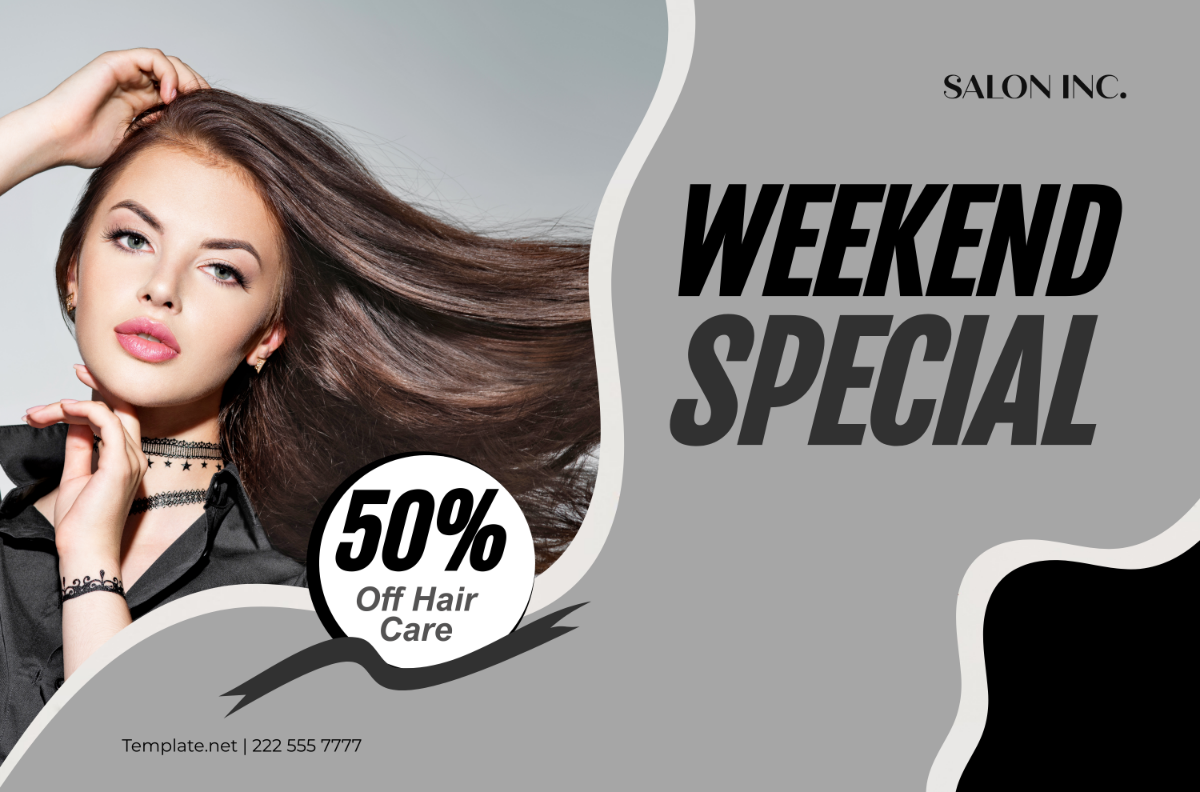 SALON INC.
WEEKEND
SPECIAL
50%
Off Hair
Care
Template.net | 222 555 7777